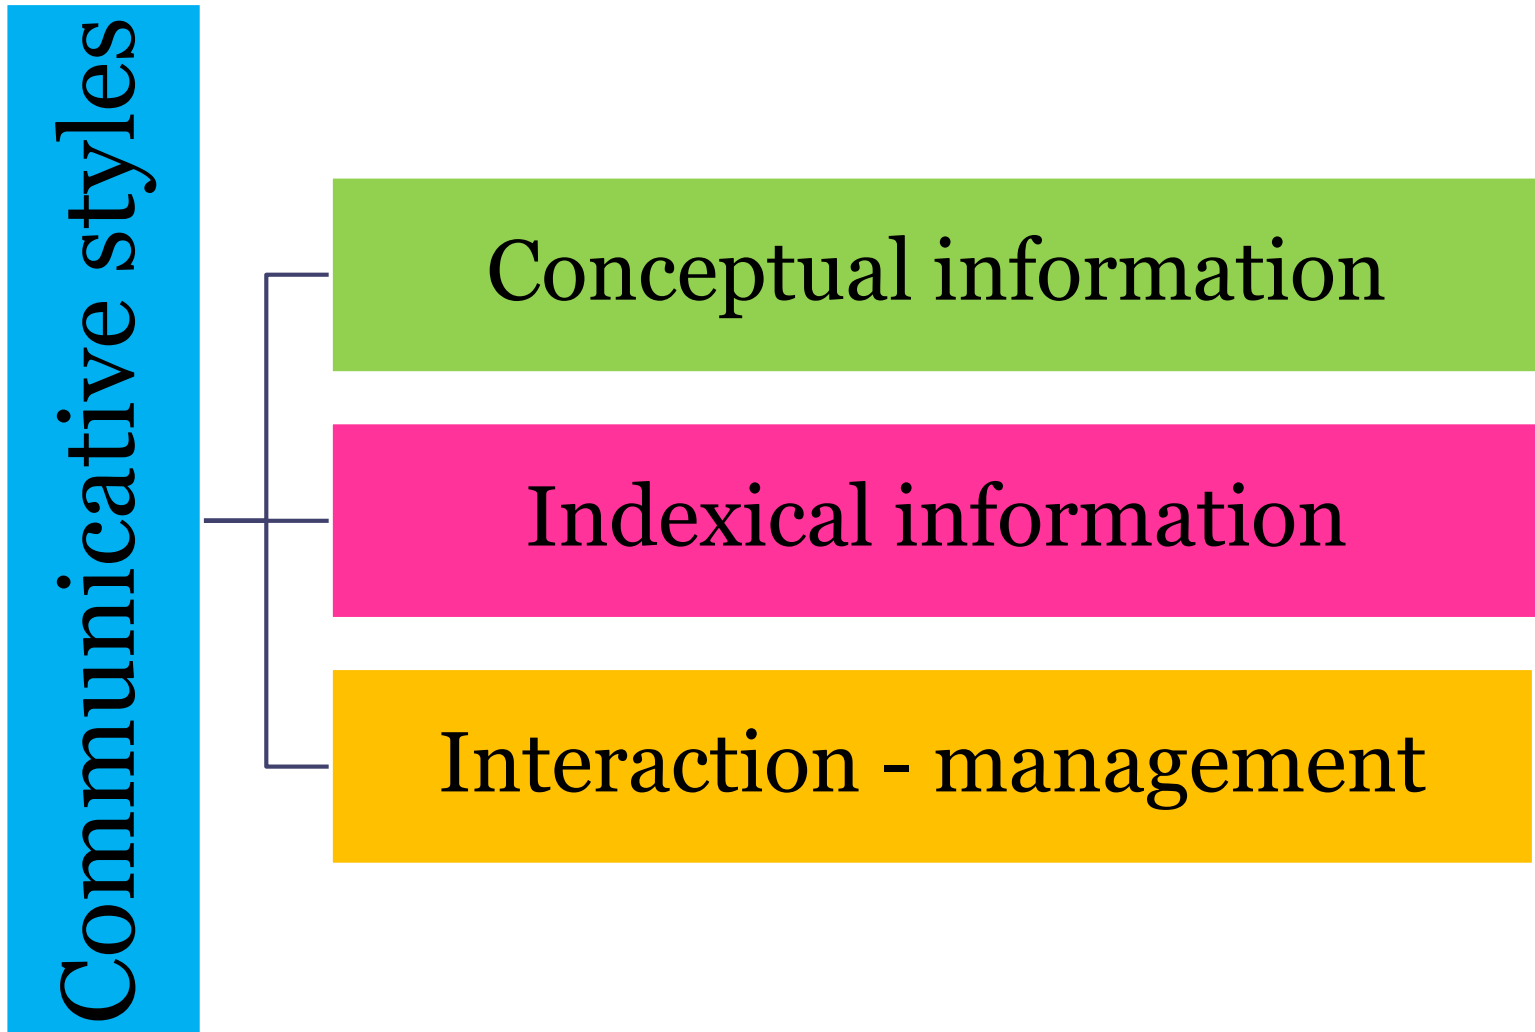 Communicative styles
Conceptual information
Indexical information
Interaction - management